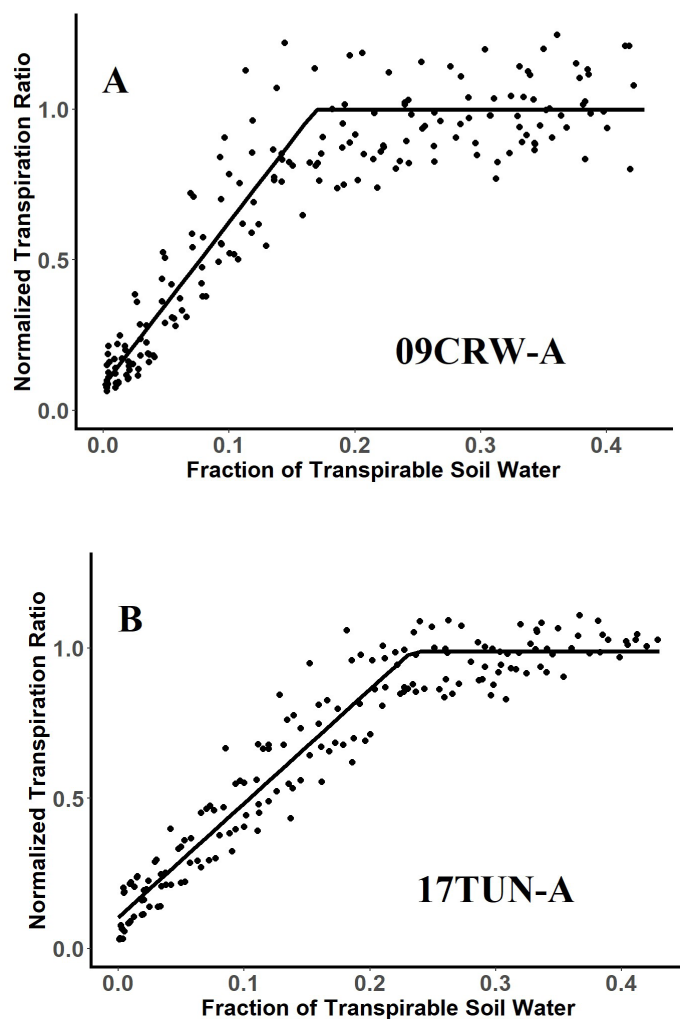 A
Normalized Transpiration Ratio
1.0
0.5
0.0
09CRW-A
0.0 0.1 0.2 0.3 0.4
Fraction of Transpirable Soil Water
B
Normalized Transpiration Ratio
1.0
0.5
0.0
17TUN-A
0.0 0.1 0.2 0.3 0.4
Fraction of Transpirable Soil Water